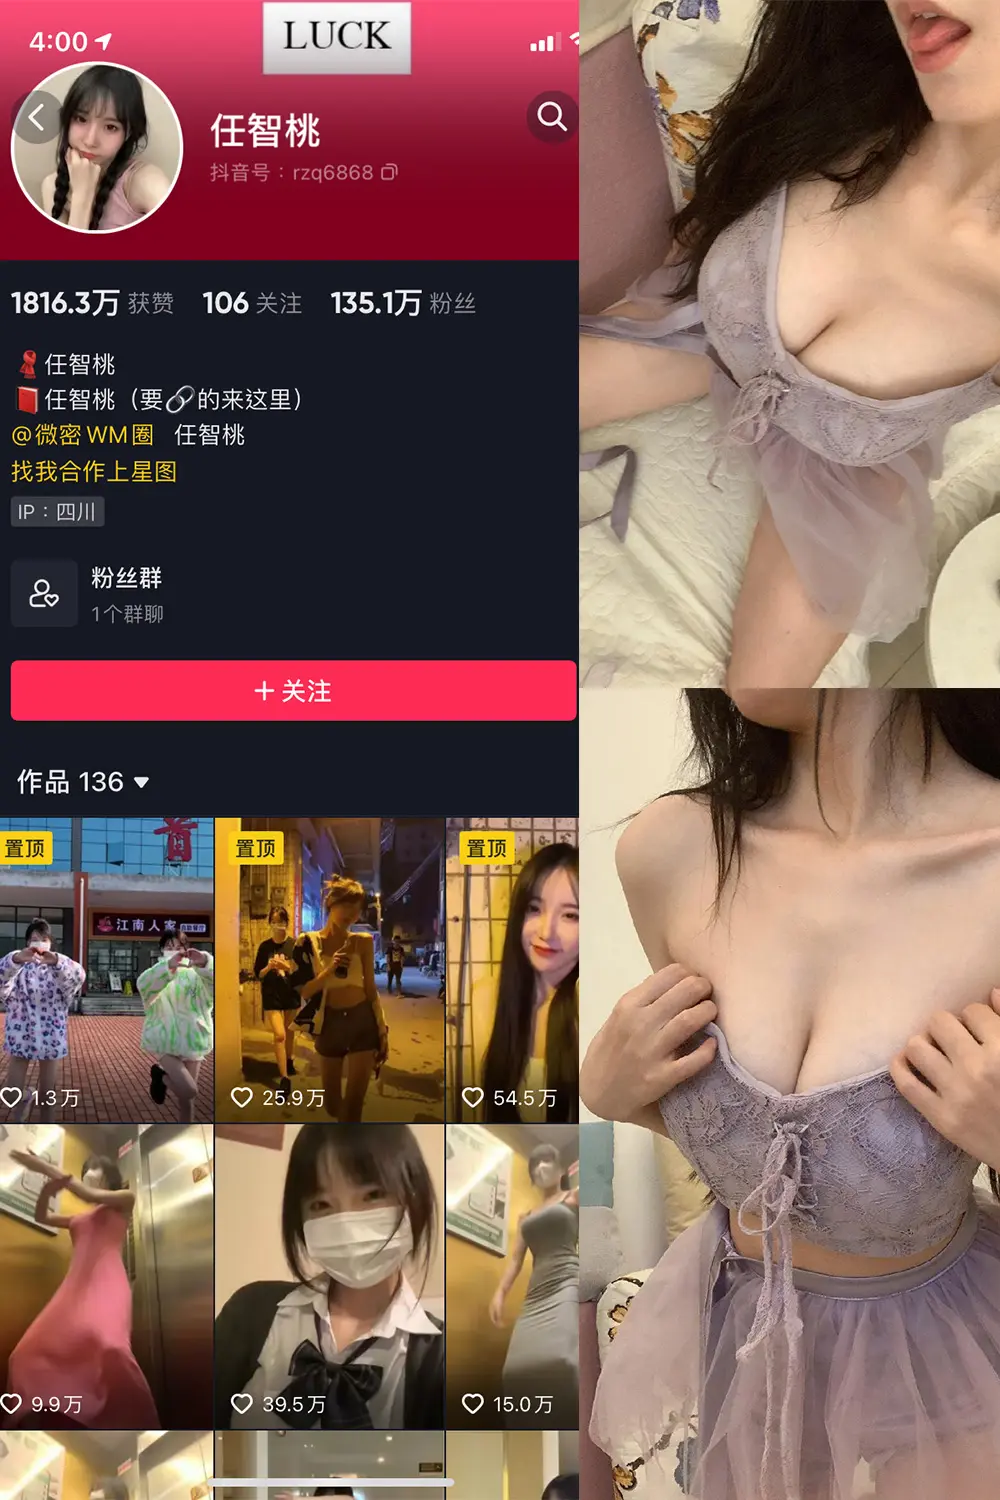 4:00
LUCK
任智桃
抖音号：rzq6868
1816.3万 获赞 106 关注 135.1万 粉丝
任智桃
任智桃（要🔗的来这里）
@微密WM圈 任智桃
找我合作上星图
IP：四川
粉丝群
1个群聊
+ 关注
作品 136
置顶 置顶 置顶
江南人家
1.3万 25.9万 54.5万
9.9万 39.5万 15.0万